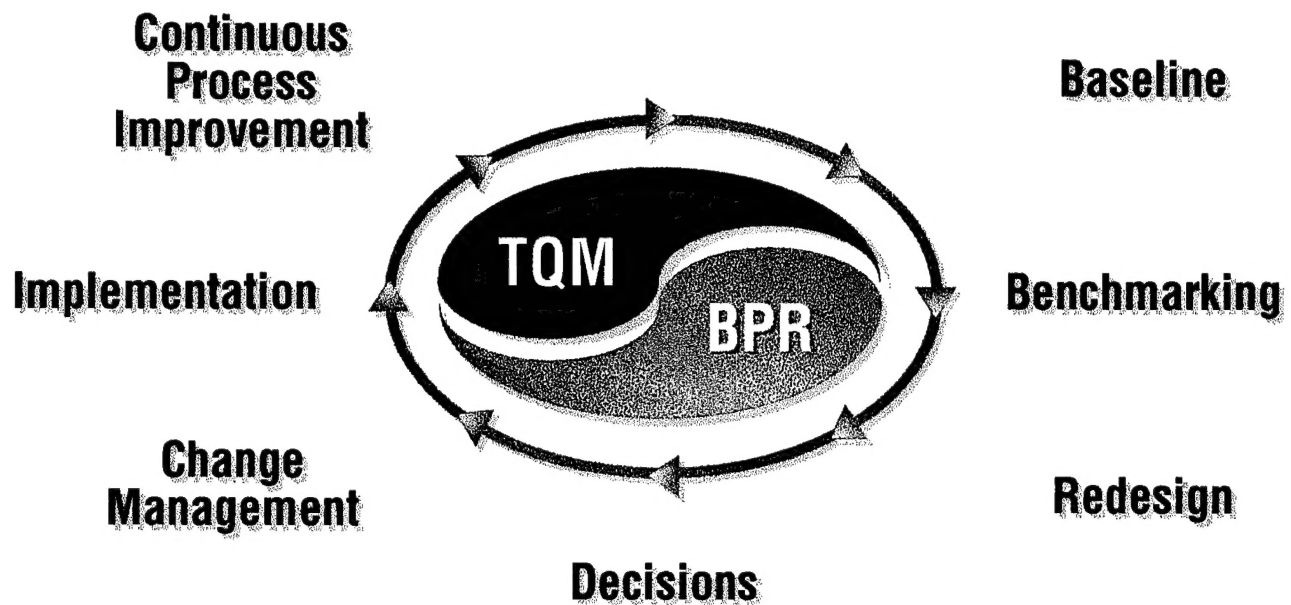 Continuous
Process
Improvement
Baseline
TQM
Implementation
Benchmarking
BPR
Change
Management
Redesign
Decisions